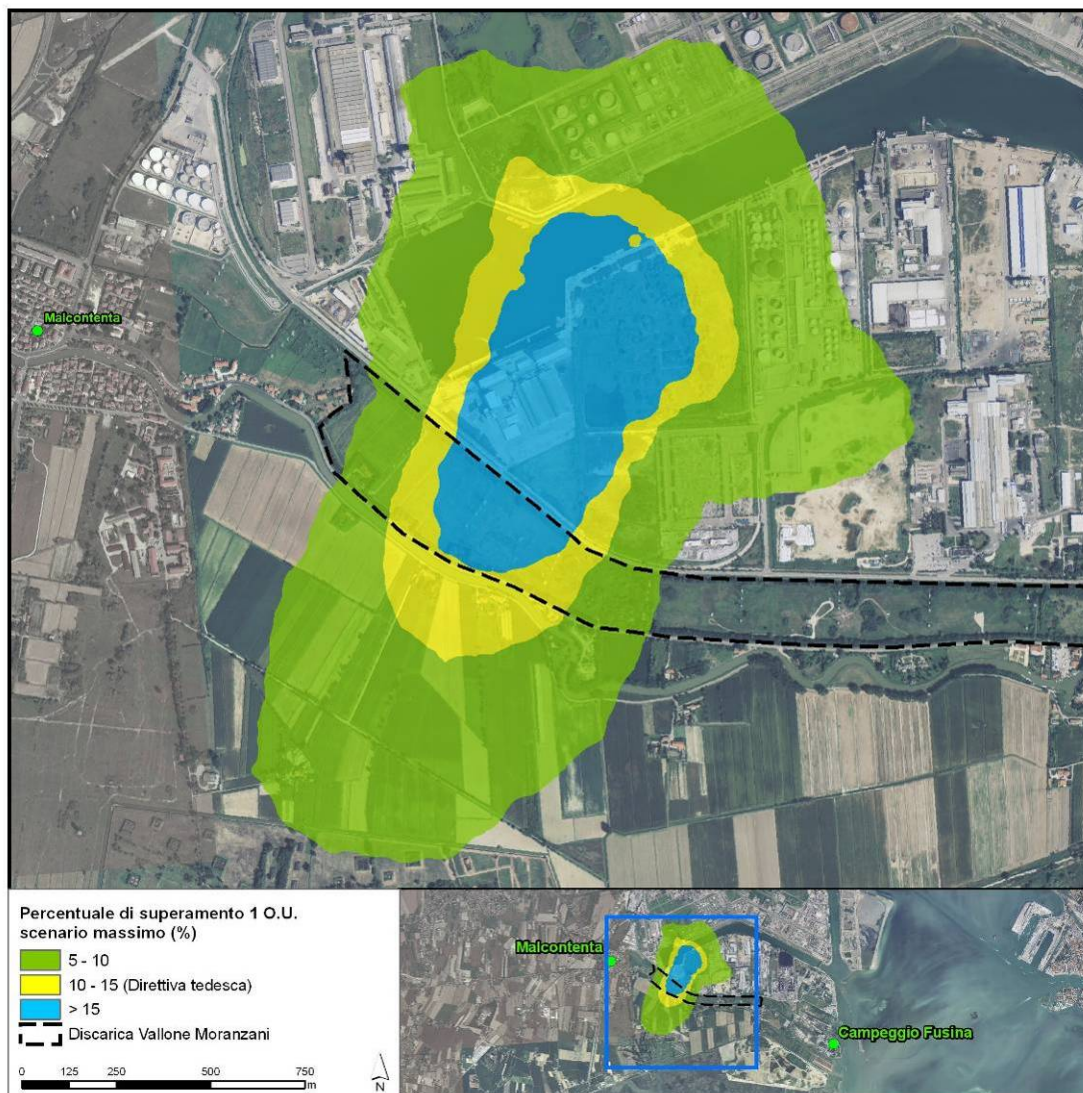 Malcontenta
Percentuale di superamento 1 O.U.
scenario massimo (%)
5 - 10
10 - 15 (Direttiva tedesca)
> 15
Discarica Vallone Moranzani
0 125 250 500 750
m
N
Malcontenta
Campeggio Fusina